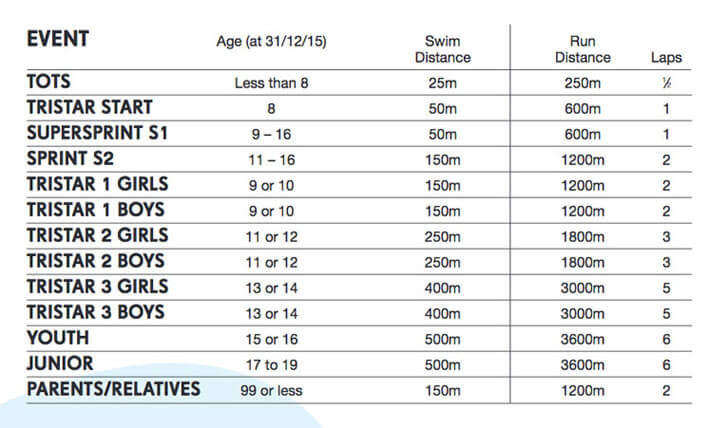 EVENT Age (at 31/12/15) Swim Distance Run Distance Laps
TOTS Less than 8 25m 250m ½
TRISTAR START 8 50m 600m 1
SUPERSPRINT S1 9 – 16 50m 600m 1
SPRINT S2 11 – 16 150m 1200m 2
TRISTAR 1 GIRLS 9 or 10 150m 1200m 2
TRISTAR 1 BOYS 9 or 10 150m 1200m 2
TRISTAR 2 GIRLS 11 or 12 250m 1800m 3
TRISTAR 2 BOYS 11 or 12 250m 1800m 3
TRISTAR 3 GIRLS 13 or 14 400m 3000m 5
TRISTAR 3 BOYS 13 or 14 400m 3000m 5
YOUTH 15 or 16 500m 3600m 6
JUNIOR 17 to 19 500m 3600m 6
PARENTS/RELATIVES 99 or less 150m 1200m 2